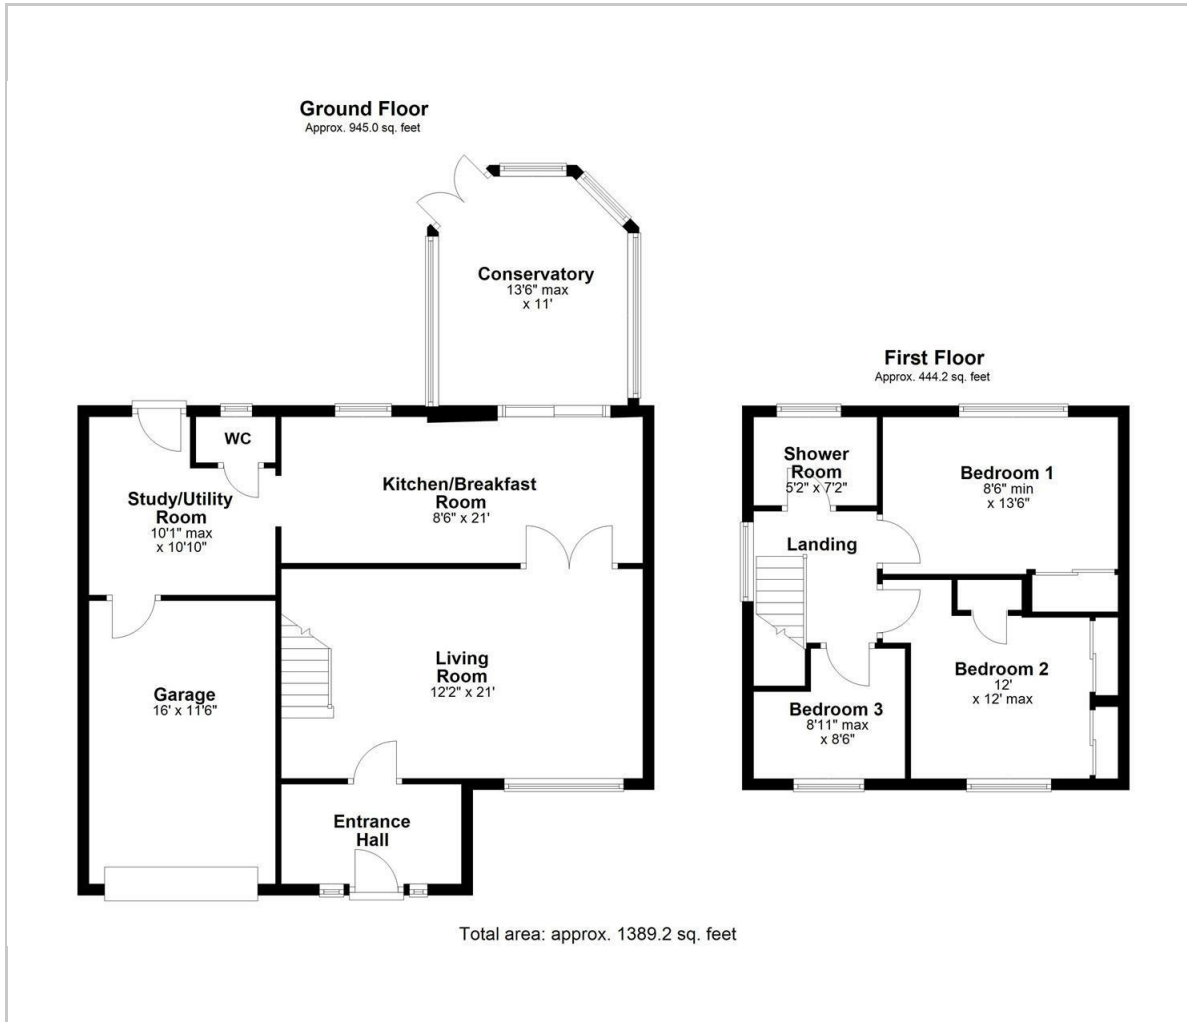 Ground Floor
Approx. 945.0 sq. feet
Conservatory
13'6" max
x 11'
WC
Kitchen/Breakfast
Room
8'6" x 21'
Study/Utility
Room
10'1" max
x 10'10"
Living
Room
12'2" x 21'
Garage
16' x 11'6"
Entrance
Hall
First Floor
Approx. 444.2 sq. feet
Shower
Room
5'2" x 7'2"
Bedroom 1
8'6" min
x 13'6"
Landing
Bedroom 2
12'
x 12' max
Bedroom 3
8'11" max
x 8'6"
Total area: approx. 1389.2 sq. feet